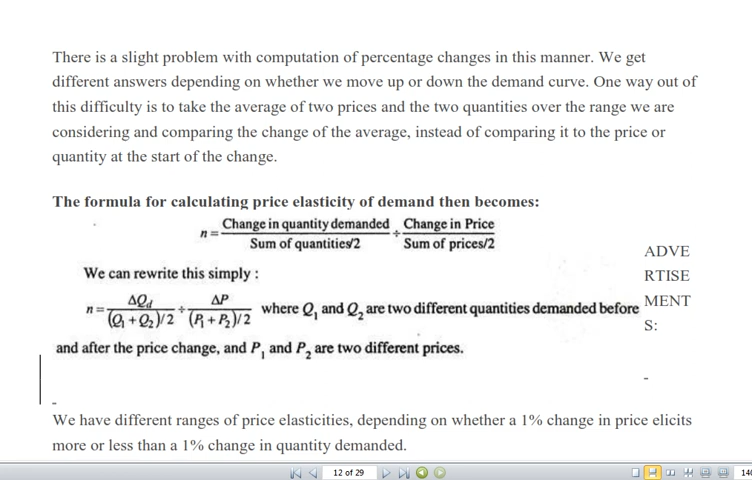 There is a slight problem with computation of percentage changes in this manner. We get
different answers depending on whether we move up or down the demand curve. One way out of
this difficulty is to take the average of two prices and the two quantities over the range we are
considering and comparing the change of the average, instead of comparing it to the price or
quantity at the start of the change.
The formula for calculating price elasticity of demand then becomes:
n = Change in quantity demanded / Sum of quantities/2 ÷ Change in Price / Sum of prices/2
We can rewrite this simply :
n = ΔQd / (Q1 + Q2)/2 ÷ ΔP / (P1 + P2)/2 where Q1 and Q2 are two different quantities demanded before
and after the price change, and P1 and P2 are two different prices.
ADVE
RTISE
MENT
S:
-
-
We have different ranges of price elasticities, depending on whether a 1% change in price elicits
more or less than a 1% change in quantity demanded.
12 of 29
140